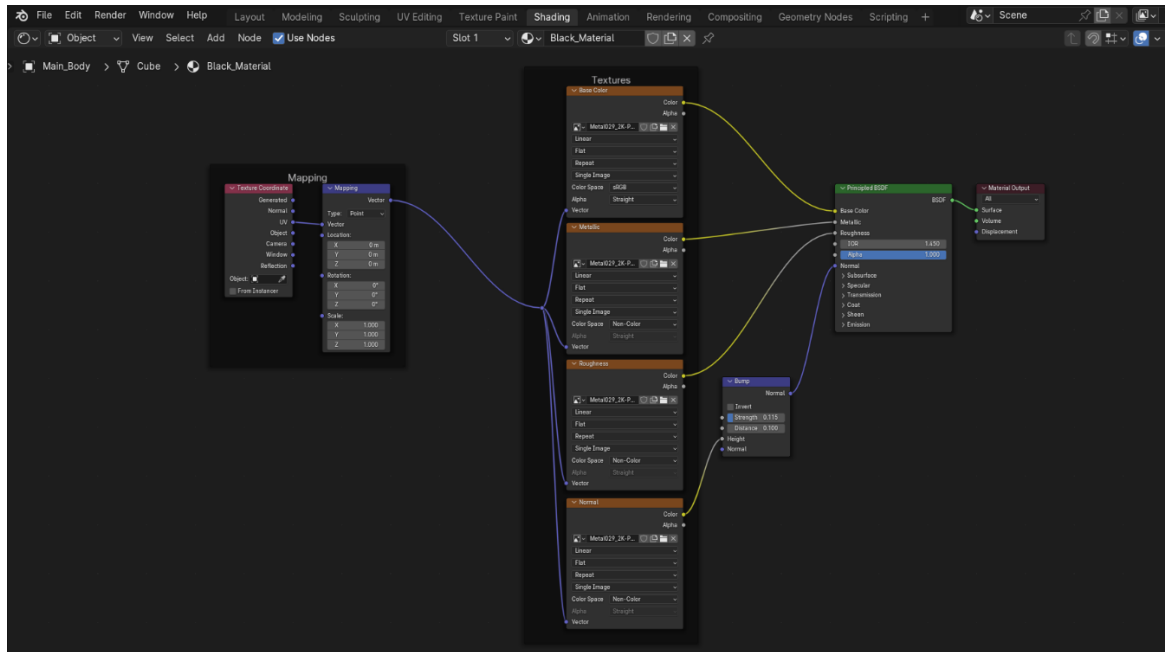 File Edit Render Window Help Layout Modeling Sculpting UV Editing Texture Paint Shading Animation Rendering Compositing Geometry Nodes Scripting + Scene
Object View Select Add Node Use Nodes Slot 1 Black_Material
Main_Body > Cube > Black_Material
Mapping
Texture Coordinate
Generated
Normal
UV
Object
Camera
Window
Reflection
Object:
From Instancer
Mapping
Vector
Type: Point
Vector
Location:
X 0 m
Y 0 m
Z 0 m
Rotation:
X 0°
Y 0°
Z 0°
Scale:
X 1.000
Y 1.000
Z 1.000
Textures
Base Color
Color
Alpha
Metal029_2K-P...
Linear
Flat
Repeat
Single Image
Color Space sRGB
Alpha Straight
Vector
Metallic
Color
Alpha
Metal029_2K-P...
Linear
Flat
Repeat
Single Image
Color Space Non-Color
Alpha Straight
Vector
Roughness
Color
Alpha
Metal029_2K-P...
Linear
Flat
Repeat
Single Image
Color Space Non-Color
Alpha Straight
Vector
Normal
Color
Alpha
Metal029_2K-P...
Linear
Flat
Repeat
Single Image
Color Space Non-Color
Alpha Straight
Vector
Bump
Normal
Invert
Strength 0.115
Distance 0.100
Height
Normal
Principled BSDF
BSDF
Base Color
Metallic
Roughness
IOR 1.450
Alpha 1.000
Normal
> Subsurface
> Specular
> Transmission
> Coat
> Sheen
> Emission
Material Output
All
Surface
Volume
Displacement